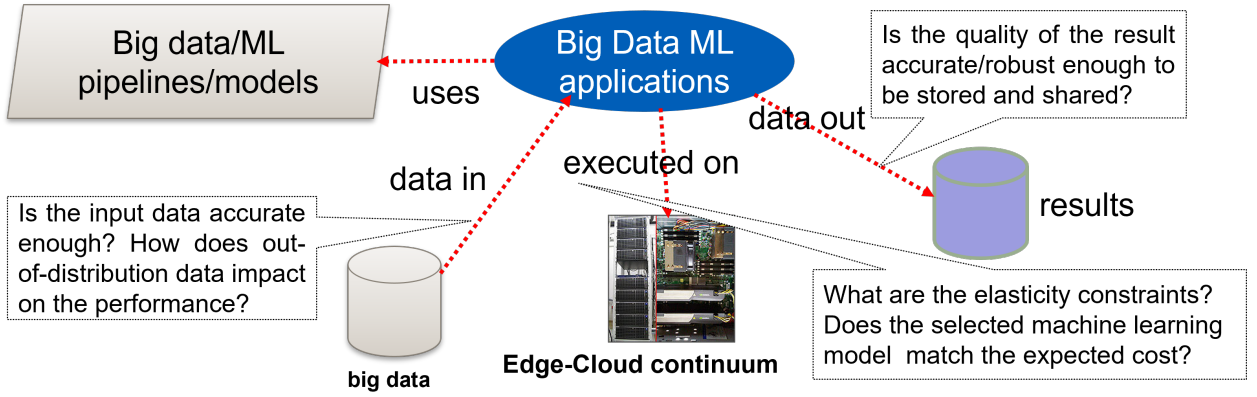 Big data/ML
pipelines/models
Big Data ML
applications
Is the quality of the result
accurate/robust enough to
be stored and shared?
uses
data out
data in
executed on
Is the input data accurate
enough? How does out-
of-distribution data impact
on the performance?
results
What are the elasticity constraints?
Does the selected machine learning
model match the expected cost?
Edge-Cloud continuum
big data